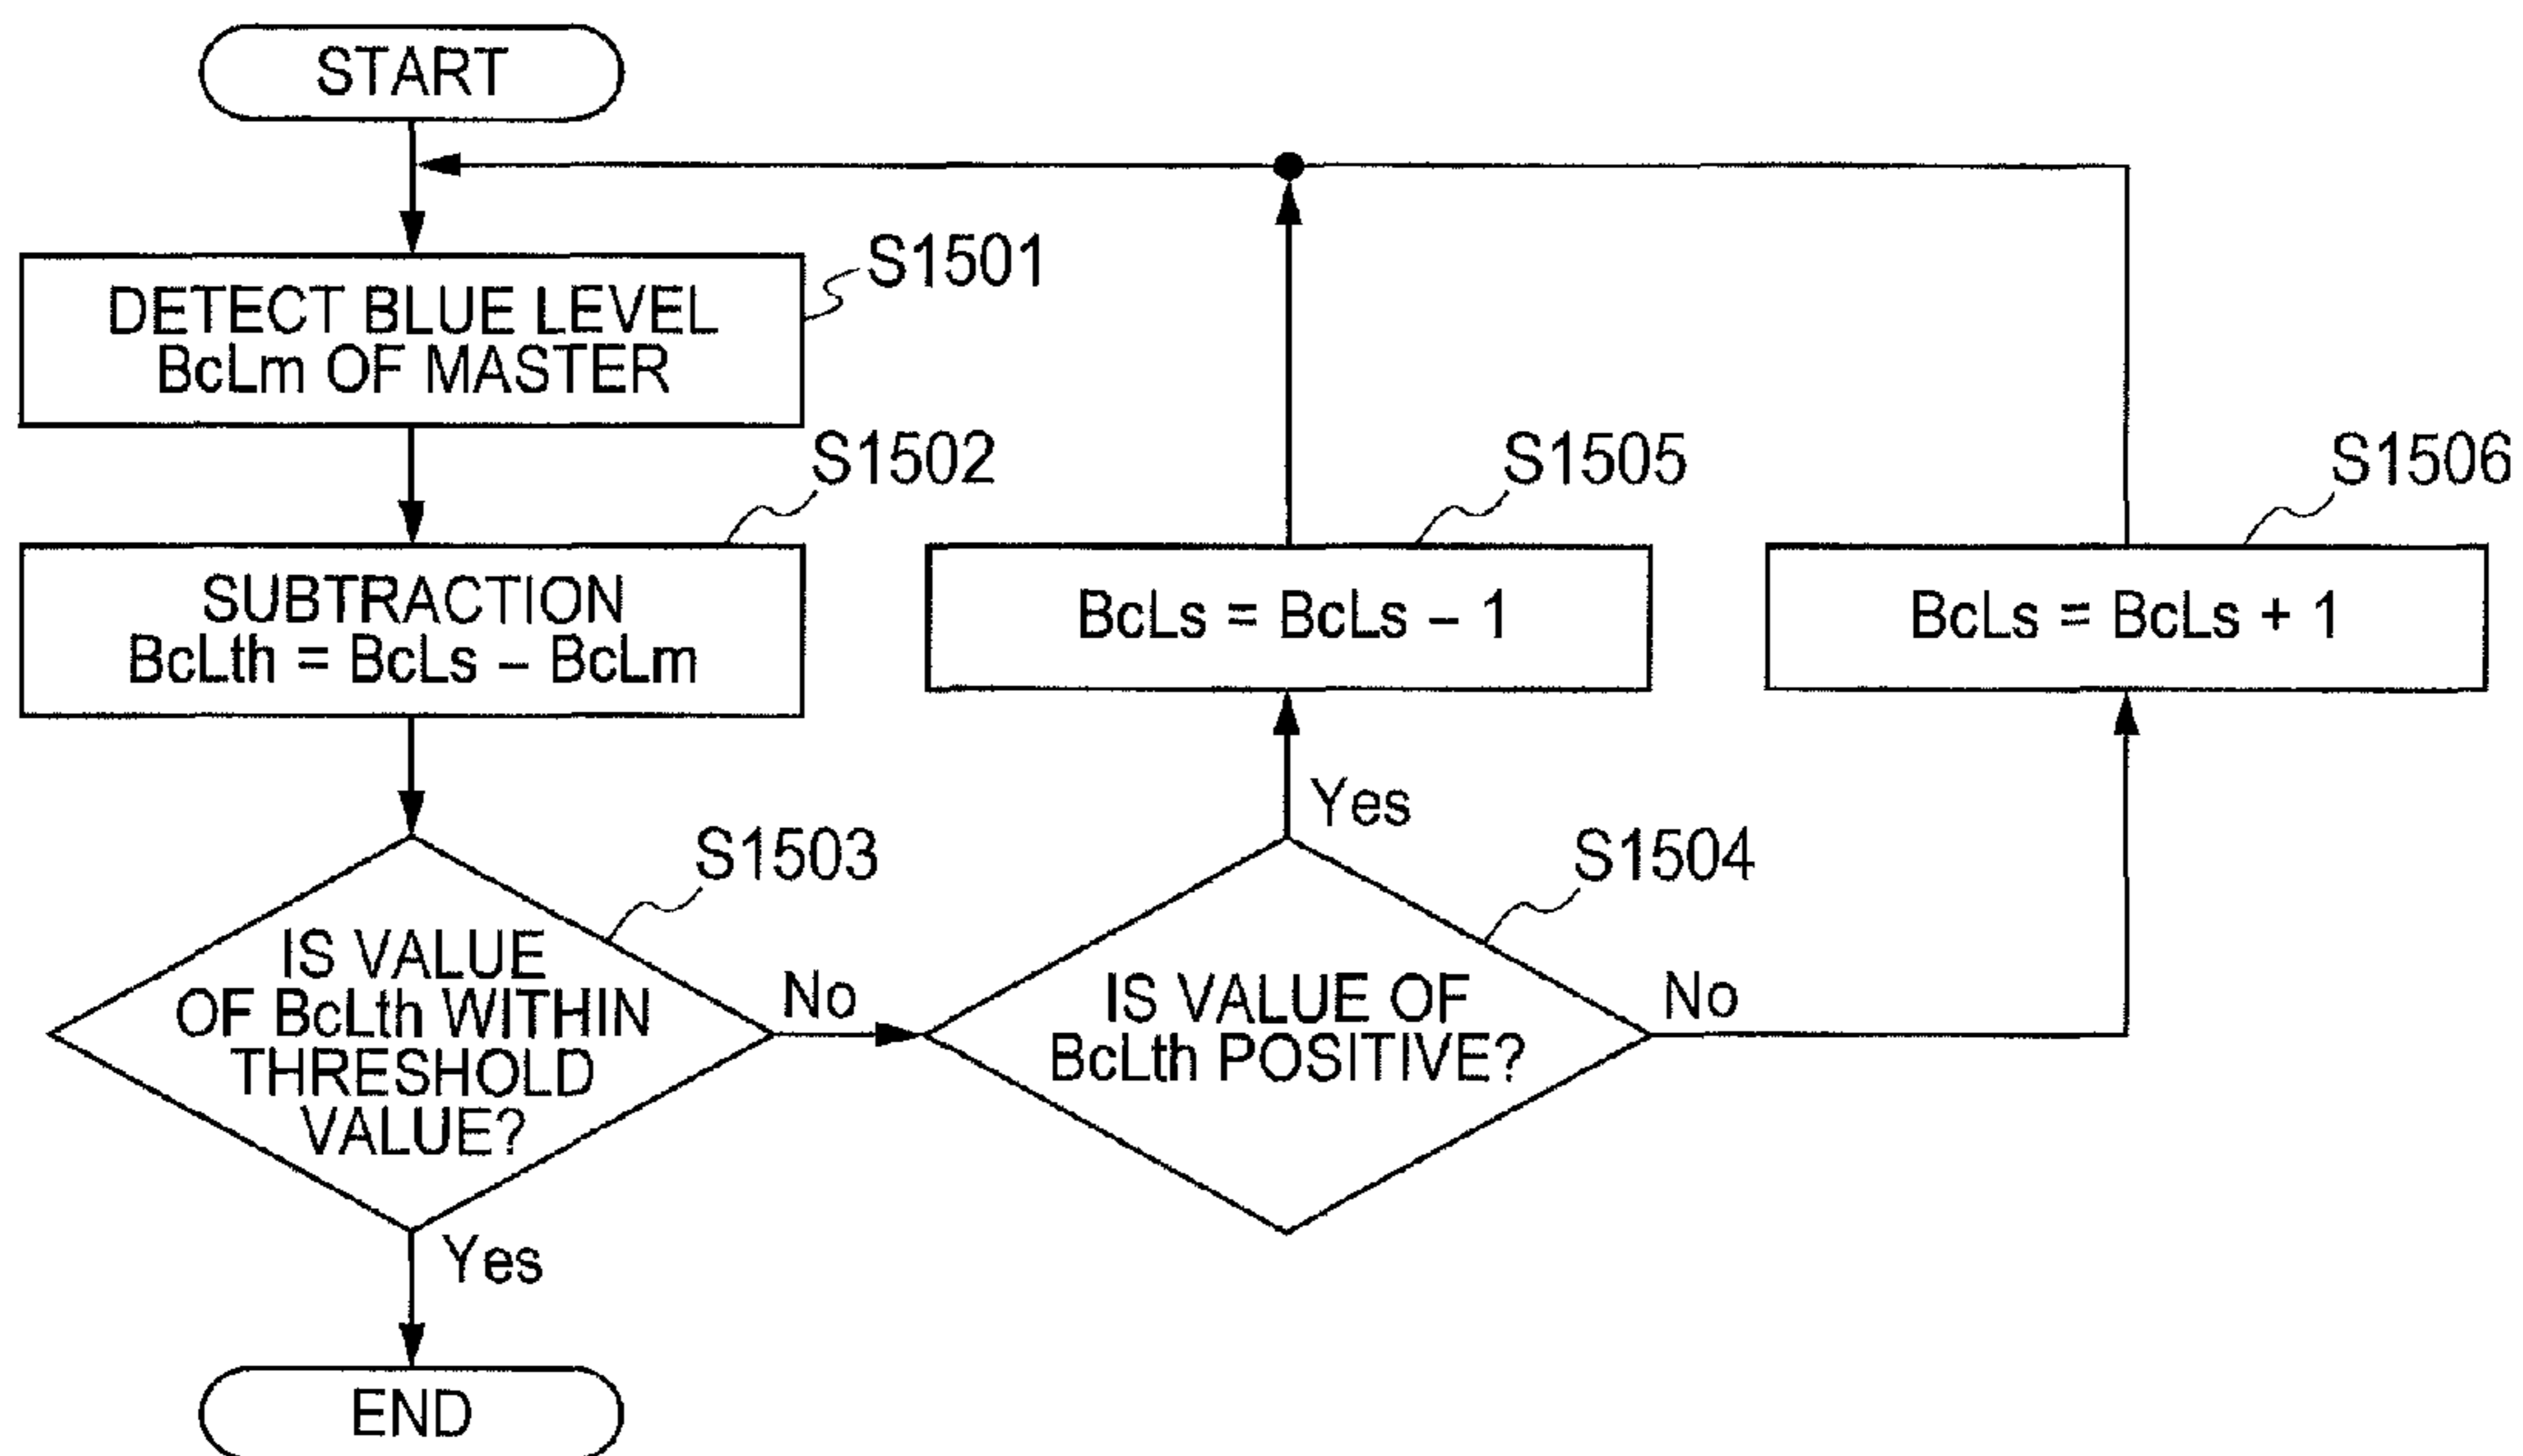 START
S1501
DETECT BLUE LEVEL
BcLm OF MASTER
S1502
SUBTRACTION
BcLth = BcLs – BcLm
S1503
IS VALUE
OF BcLth WITHIN
THRESHOLD
VALUE?
No
Yes
END
S1504
IS VALUE OF
BcLth POSITIVE?
Yes
No
S1505
BcLs = BcLs – 1
S1506
BcLs = BcLs + 1